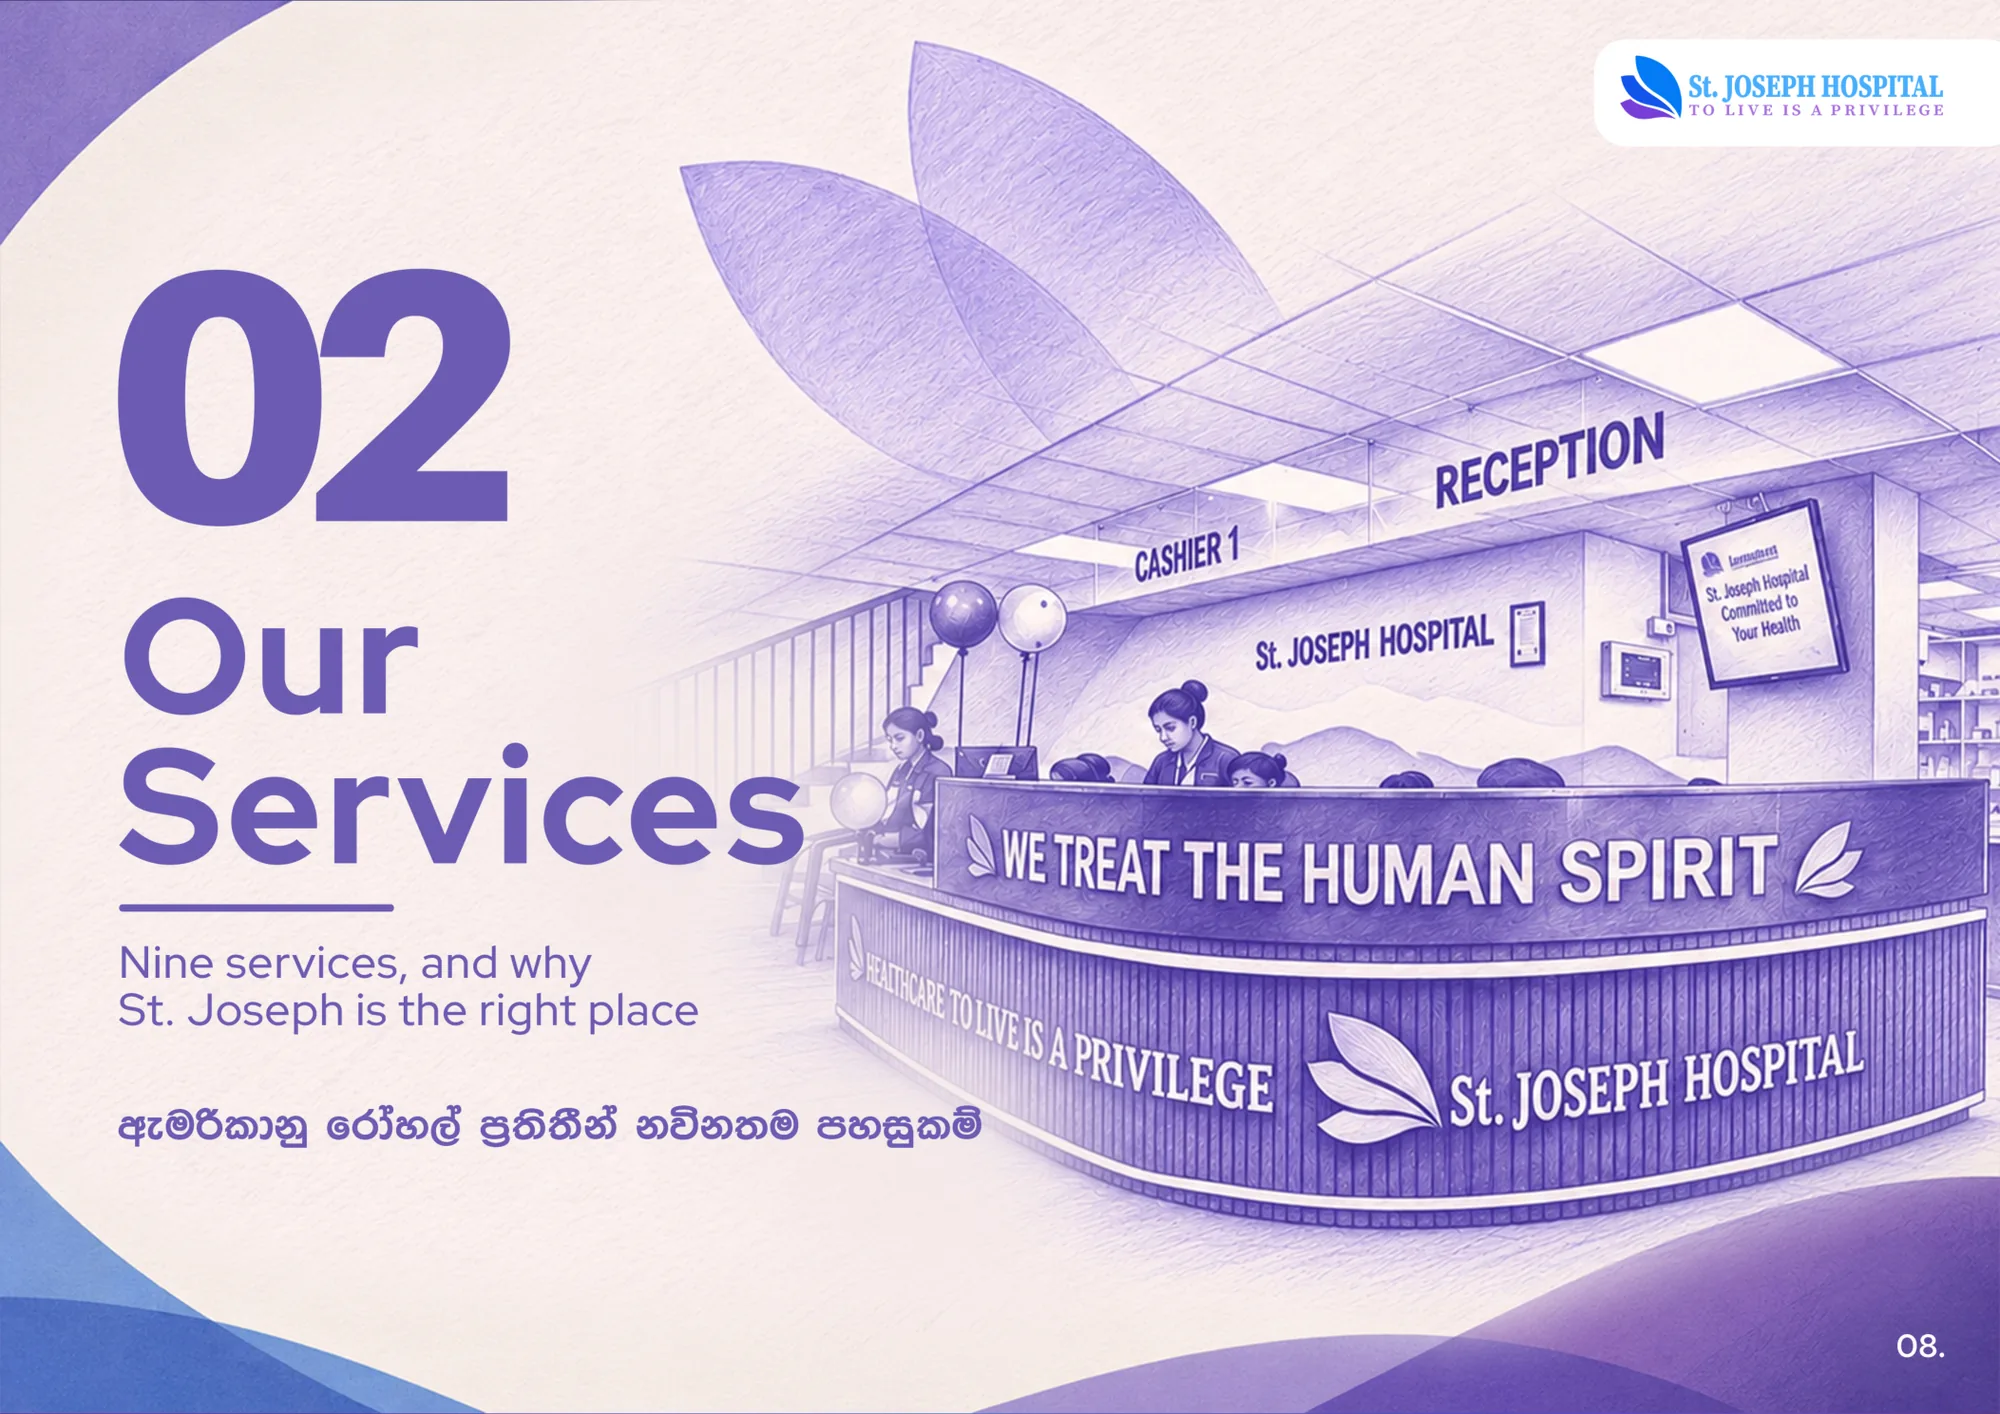 St. JOSEPH HOSPITAL
TO LIVE IS A PRIVILEGE
02
Our
Services
Nine services, and why
St. Joseph is the right place
ඇමරිකානු රෝහල් ප්‍රතිතීන් නවිනතම පහසුකම්
RECEPTION
CASHIER 1
St. JOSEPH HOSPITAL
St. Joseph Hospital
Committed to
Your Health
WE TREAT THE HUMAN SPIRIT
HEALTHCARE TO LIVE IS A PRIVILEGE
St. JOSEPH HOSPITAL
08.